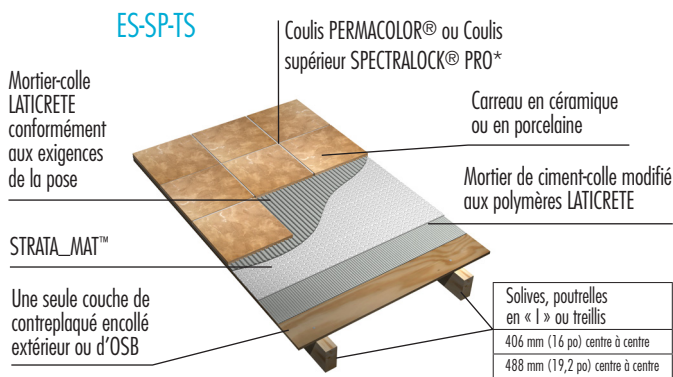 ES-SP-TS
Coulis PERMACOLOR® ou Coulis
supérieur SPECTRALOCK® PRO*
Mortier-colle
LATICRETE
conformément
aux exigences
de la pose
Carreau en céramique
ou en porcelaine
Mortier de ciment-colle modifié
aux polymères LATICRETE
STRATA_MAT™
Une seule couche de
contreplaqué encollé
extérieur ou d'OSB
Solives, poutrelles
en « I » ou treillis
406 mm (16 po) centre à centre
488 mm (19,2 po) centre à centre